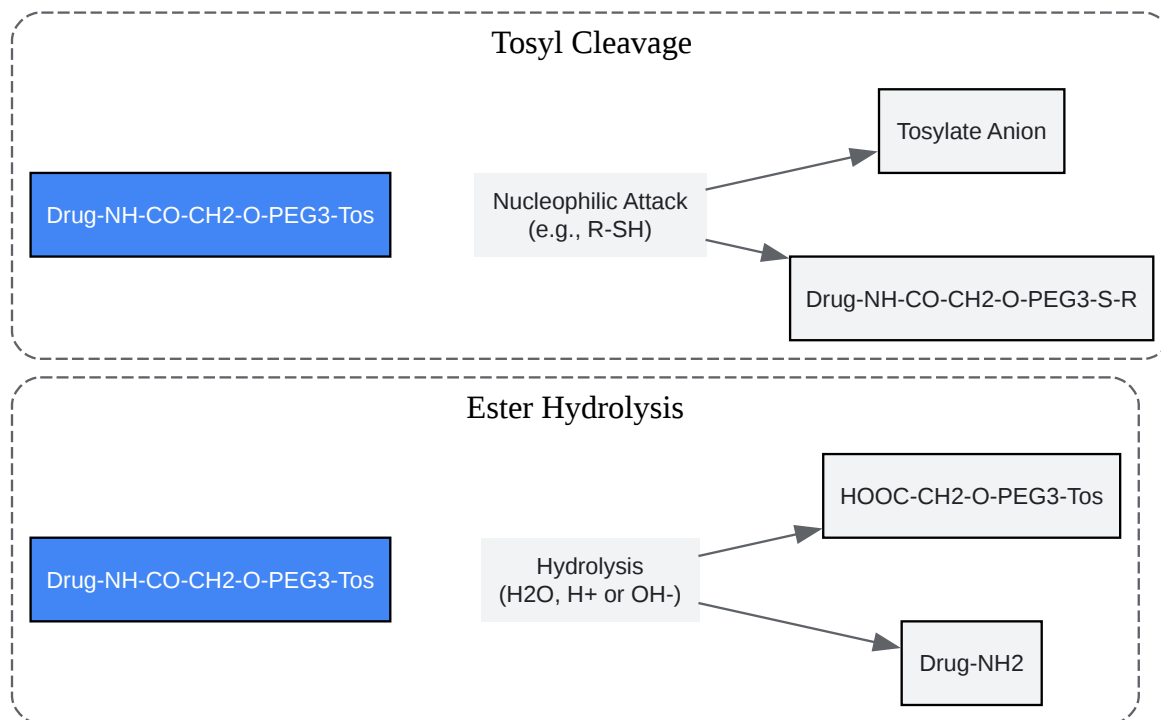 Tosyl Cleavage
Drug-NH-CO-CH2-O-PEG3-Tos
Nucleophilic Attack
(e.g., R-SH)
Tosylate Anion
Drug-NH-CO-CH2-O-PEG3-S-R
Ester Hydrolysis
Drug-NH-CO-CH2-O-PEG3-Tos
Hydrolysis
(H2O, H+ or OH-)
HOOC-CH2-O-PEG3-Tos
Drug-NH2